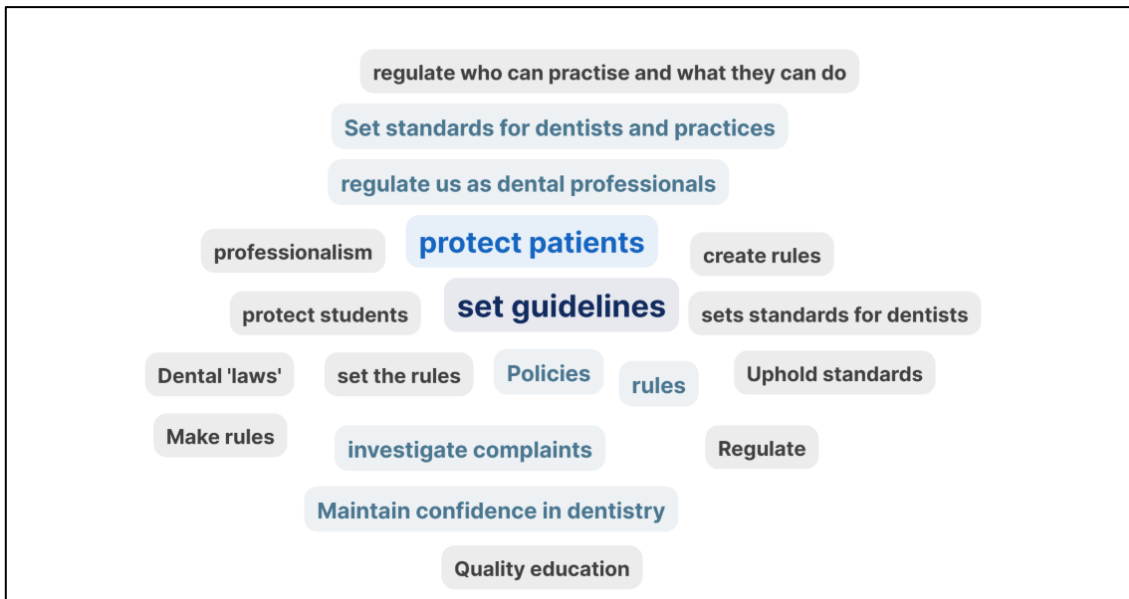 regulate who can practise and what they can do
Set standards for dentists and practices
regulate us as dental professionals
professionalism
protect patients
create rules
protect students
set guidelines
sets standards for dentists
Dental 'laws'
set the rules
Policies
rules
Uphold standards
Make rules
investigate complaints
Regulate
Maintain confidence in dentistry
Quality education